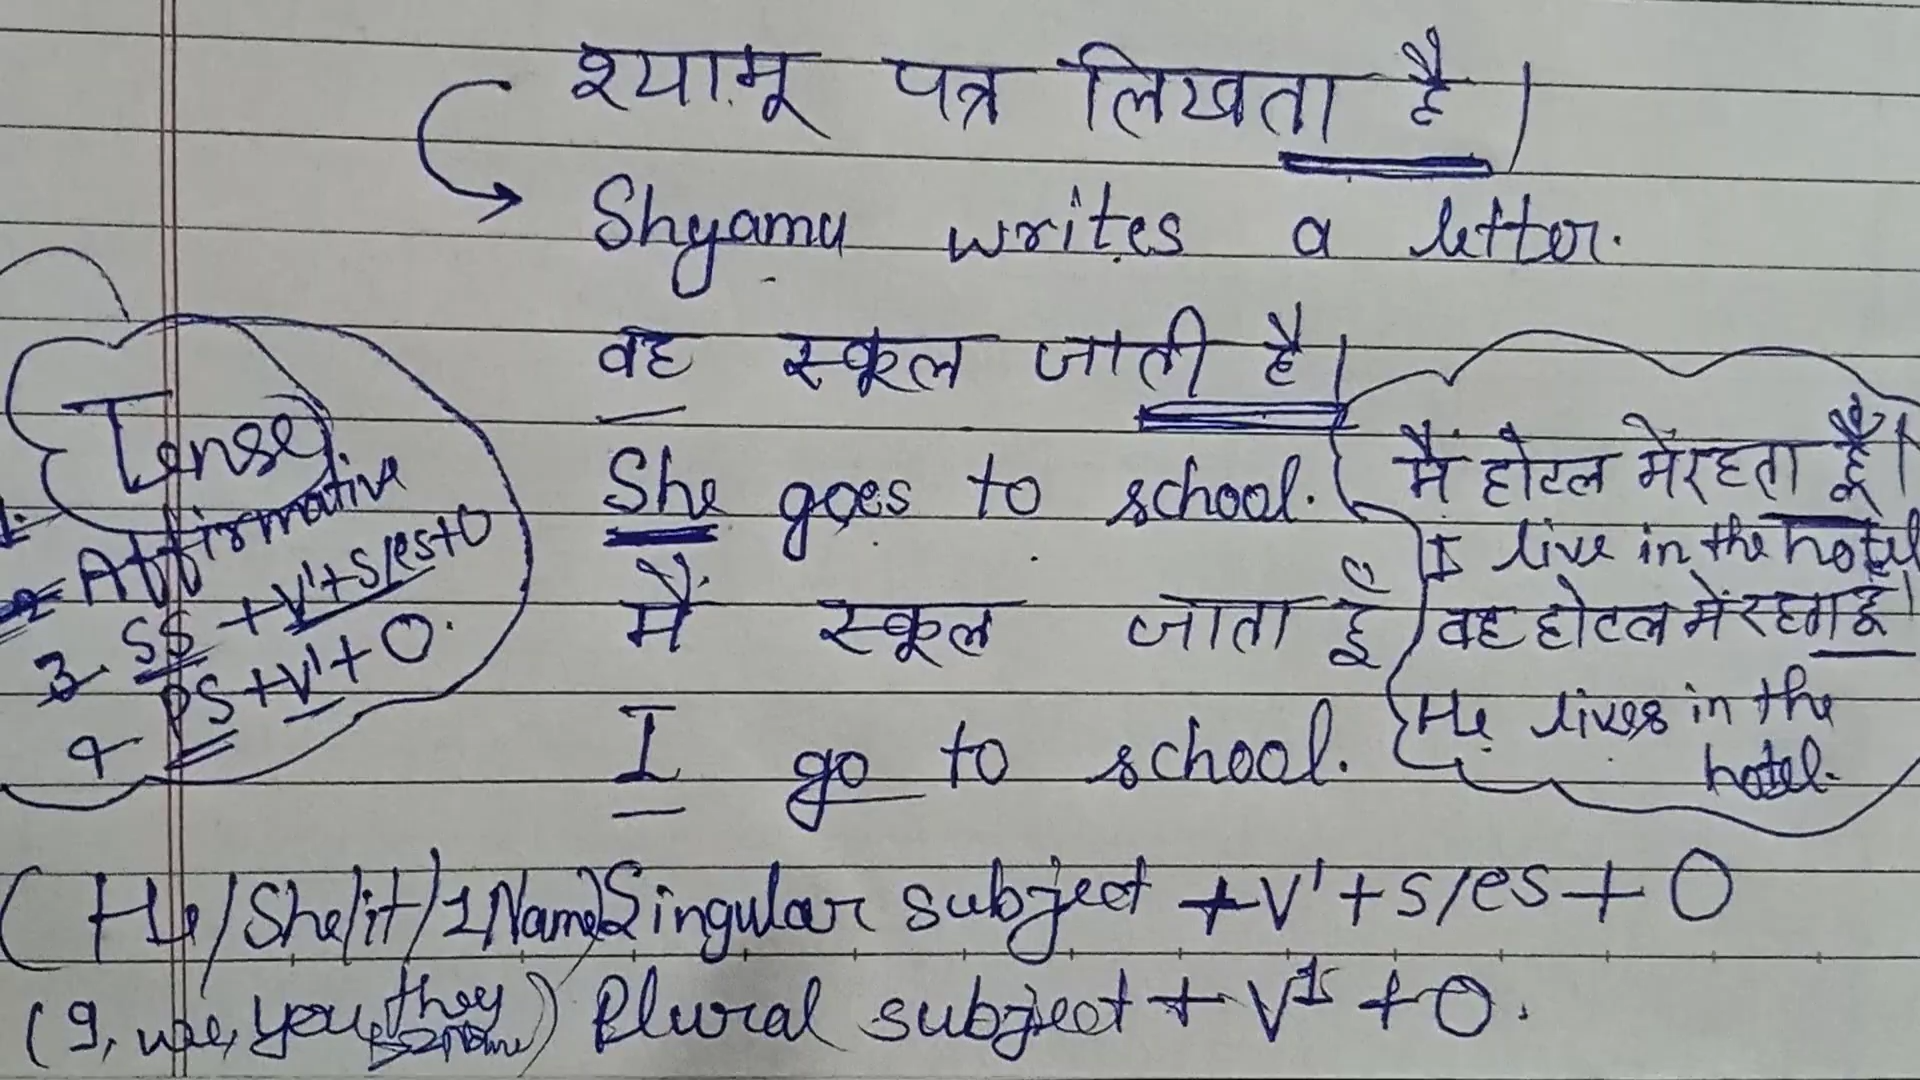 श्यामू पत्र लिखता है।
Shyamu writes a letter.
वह स्कूल जाती है।
She goes to school.
मैं स्कूल जाता हूँ
I go to school.
Tense
1.
Affirmative
3. SS + V¹ + s/es + O
4 PS + V¹ + O.
मैं होटल में रहता हूँ।
I live in the hotel
वह होटल में रहता है।
He lives in the
hotel.
(He/She/it/1Name) Singular subject + V¹ + s/es + O
(I, we, you, they 2Name) Plural subject + V¹ + O.